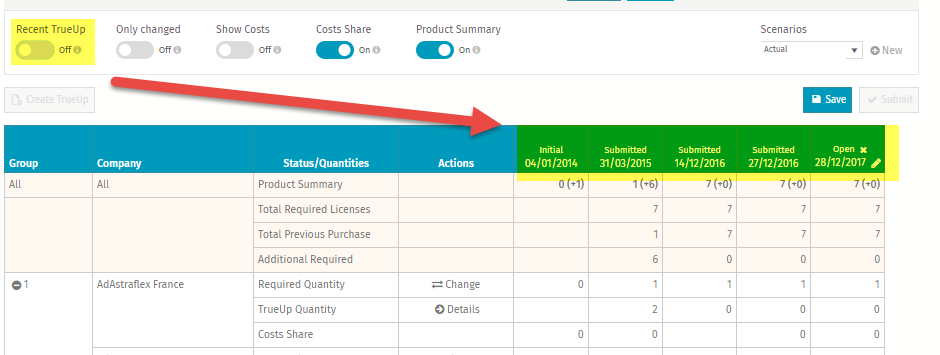 Recent TrueUp Only changed Show Costs Costs Share Product Summary Scenarios
Off Off Off On On Actual New
Create TrueUp Save Submit
Initial Submitted Submitted Submitted Open
Group Company Status/Quantities Actions 04/01/2014 31/03/2015 14/12/2016 27/12/2016 28/12/2017
All All Product Summary 0 (+1) 1 (+6) 7 (+0) 7 (+0) 7 (+0)
Total Required Licenses 7 7 7 7
Total Previous Purchase 1 7 7 7
Additional Required 6 0 0 0
1 AdAstraflex France Required Quantity Change 0 1 1 1 1
TrueUp Quantity Details 2 0 0 0
Costs Share 0 0 0 0 0